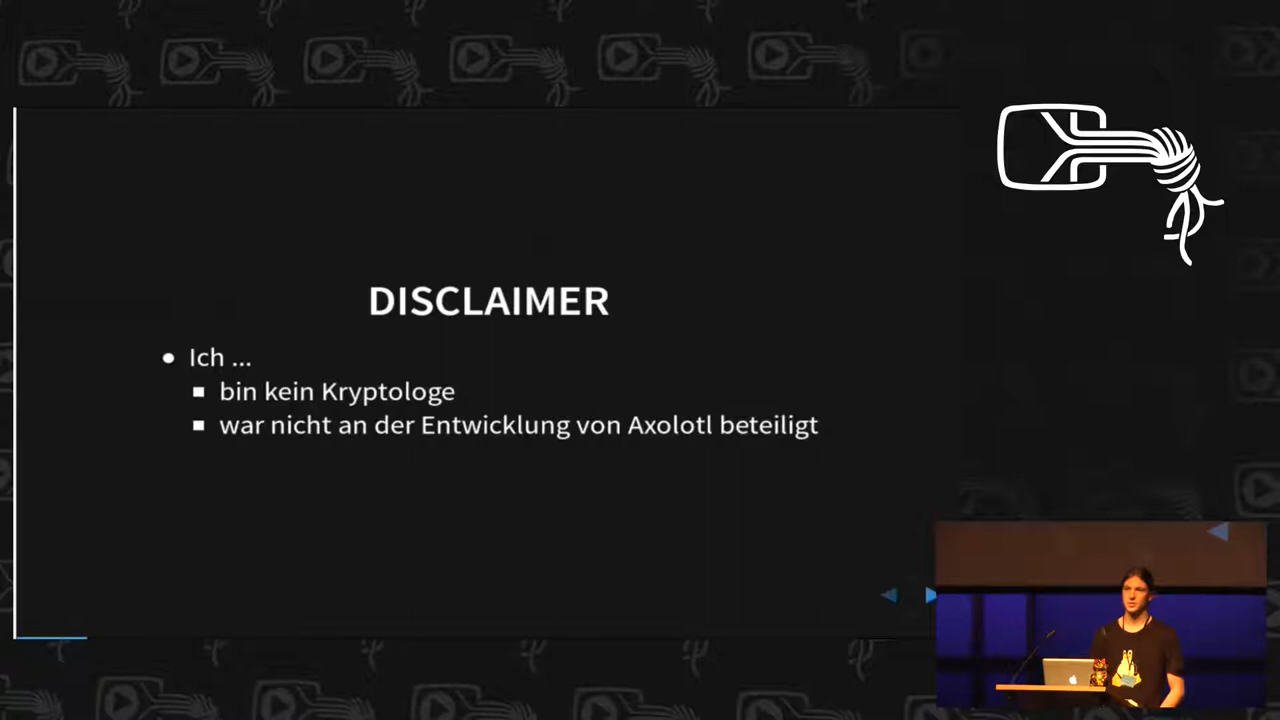 DISCLAIMER
Ich ...
bin kein Kryptologe
war nicht an der Entwicklung von Axolotl beteiligt